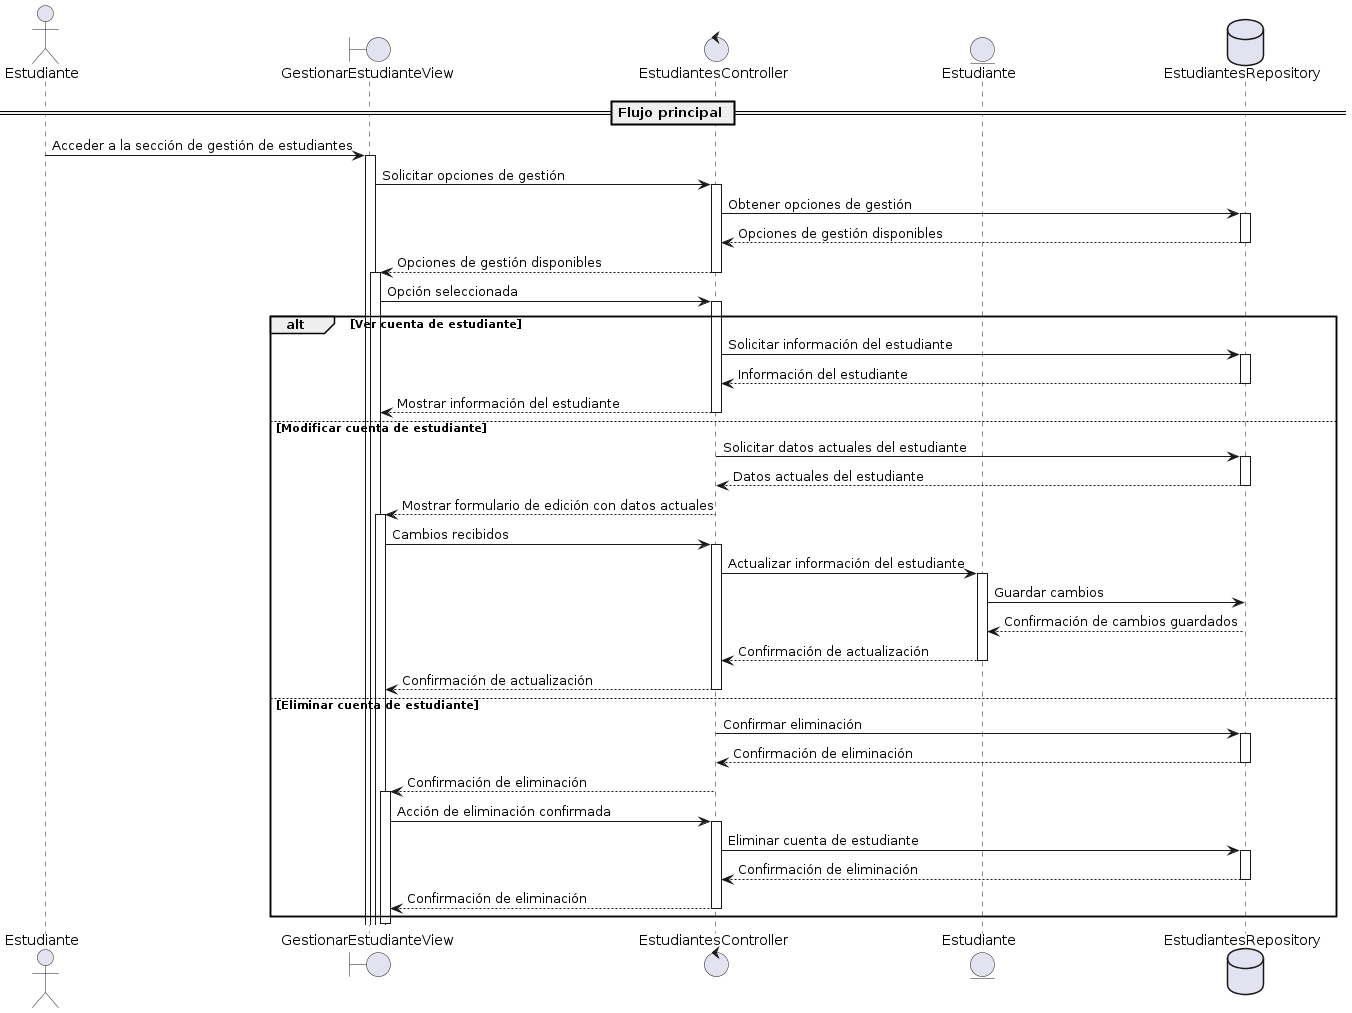 Estudiante
GestionarEstudianteView
EstudiantesController
Estudiante
EstudiantesRepository
Flujo principal
Acceder a la sección de gestión de estudiantes
Solicitar opciones de gestión
Obtener opciones de gestión
Opciones de gestión disponibles
Opciones de gestión disponibles
Opción seleccionada
alt
[Ver cuenta de estudiante]
Solicitar información del estudiante
Información del estudiante
Mostrar información del estudiante
[Modificar cuenta de estudiante]
Solicitar datos actuales del estudiante
Datos actuales del estudiante
Mostrar formulario de edición con datos actuales
Cambios recibidos
Actualizar información del estudiante
Guardar cambios
Confirmación de cambios guardados
Confirmación de actualización
Confirmación de actualización
[Eliminar cuenta de estudiante]
Confirmar eliminación
Confirmación de eliminación
Confirmación de eliminación
Acción de eliminación confirmada
Eliminar cuenta de estudiante
Confirmación de eliminación
Confirmación de eliminación
Estudiante
GestionarEstudianteView
EstudiantesController
Estudiante
EstudiantesRepository